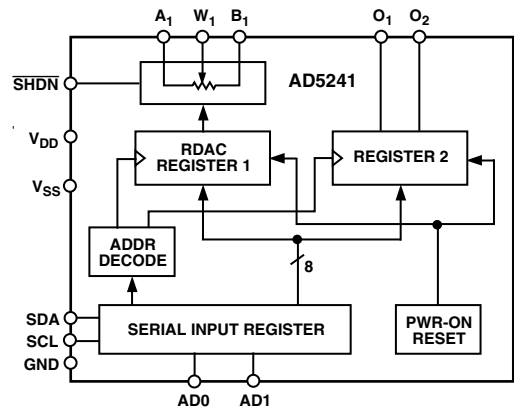 A1 W1 B1 O1 O2
SHDN
AD5241
VDD
RDAC
REGISTER 1
REGISTER 2
VSS
ADDR
DECODE
8
SDA
SERIAL INPUT REGISTER
PWR-ON
RESET
SCL
GND
AD0 AD1